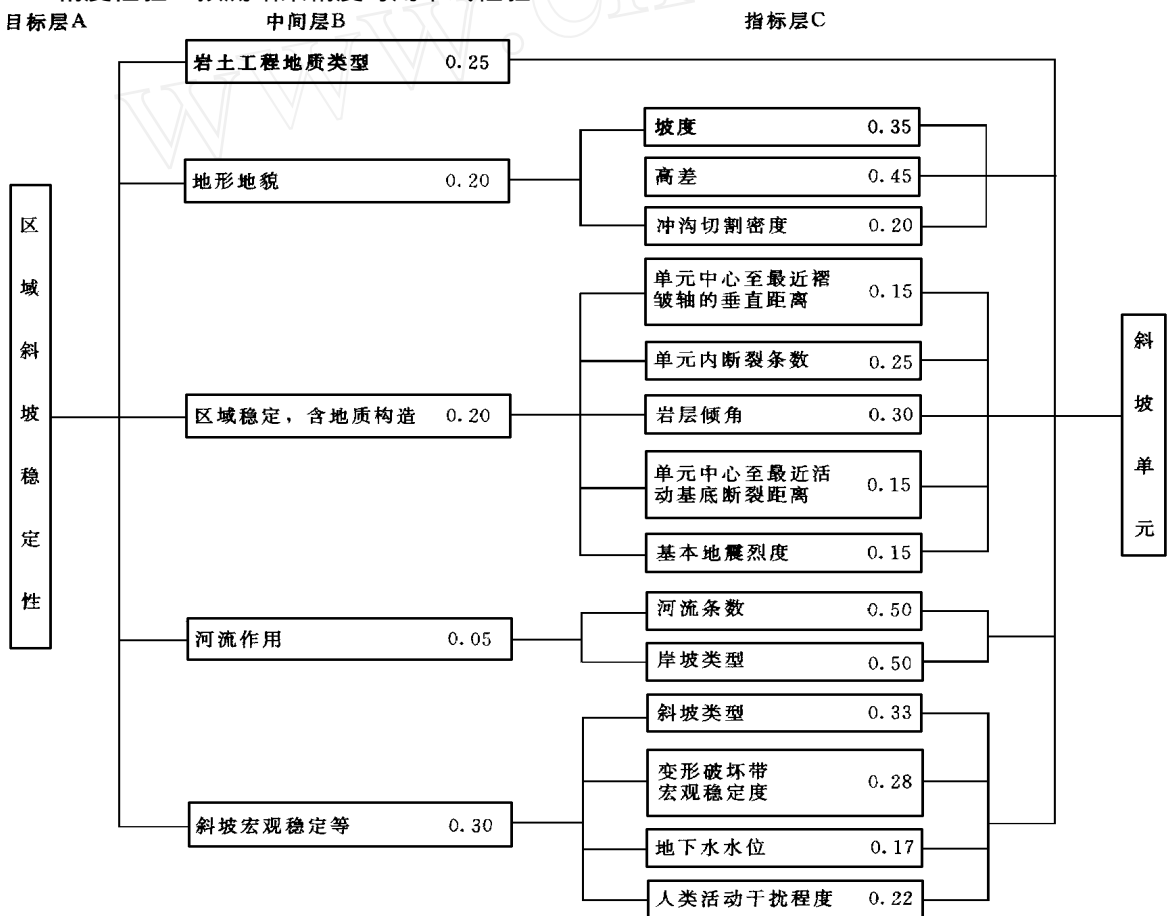 目标层A 中间层B 指标层C
岩土工程地质类型 0.25
坡度 0.35
地形地貌 0.20
高差 0.45
冲沟切割密度 0.20
单元中心至最近褶
皱轴的垂直距离 0.15
单元内断裂条数 0.25
区域稳定，含地质构造 0.20
岩层倾角 0.30
单元中心至最近活
动基底断裂距离 0.15
基本地震烈度 0.15
河流条数 0.50
河流作用 0.05
岸坡类型 0.50
斜坡类型 0.33
变形破坏带
宏观稳定度 0.28
斜坡宏观稳定等 0.30
地下水水位 0.17
人类活动干扰程度 0.22
区
域
斜
坡
稳
定
性
斜
坡
单
元